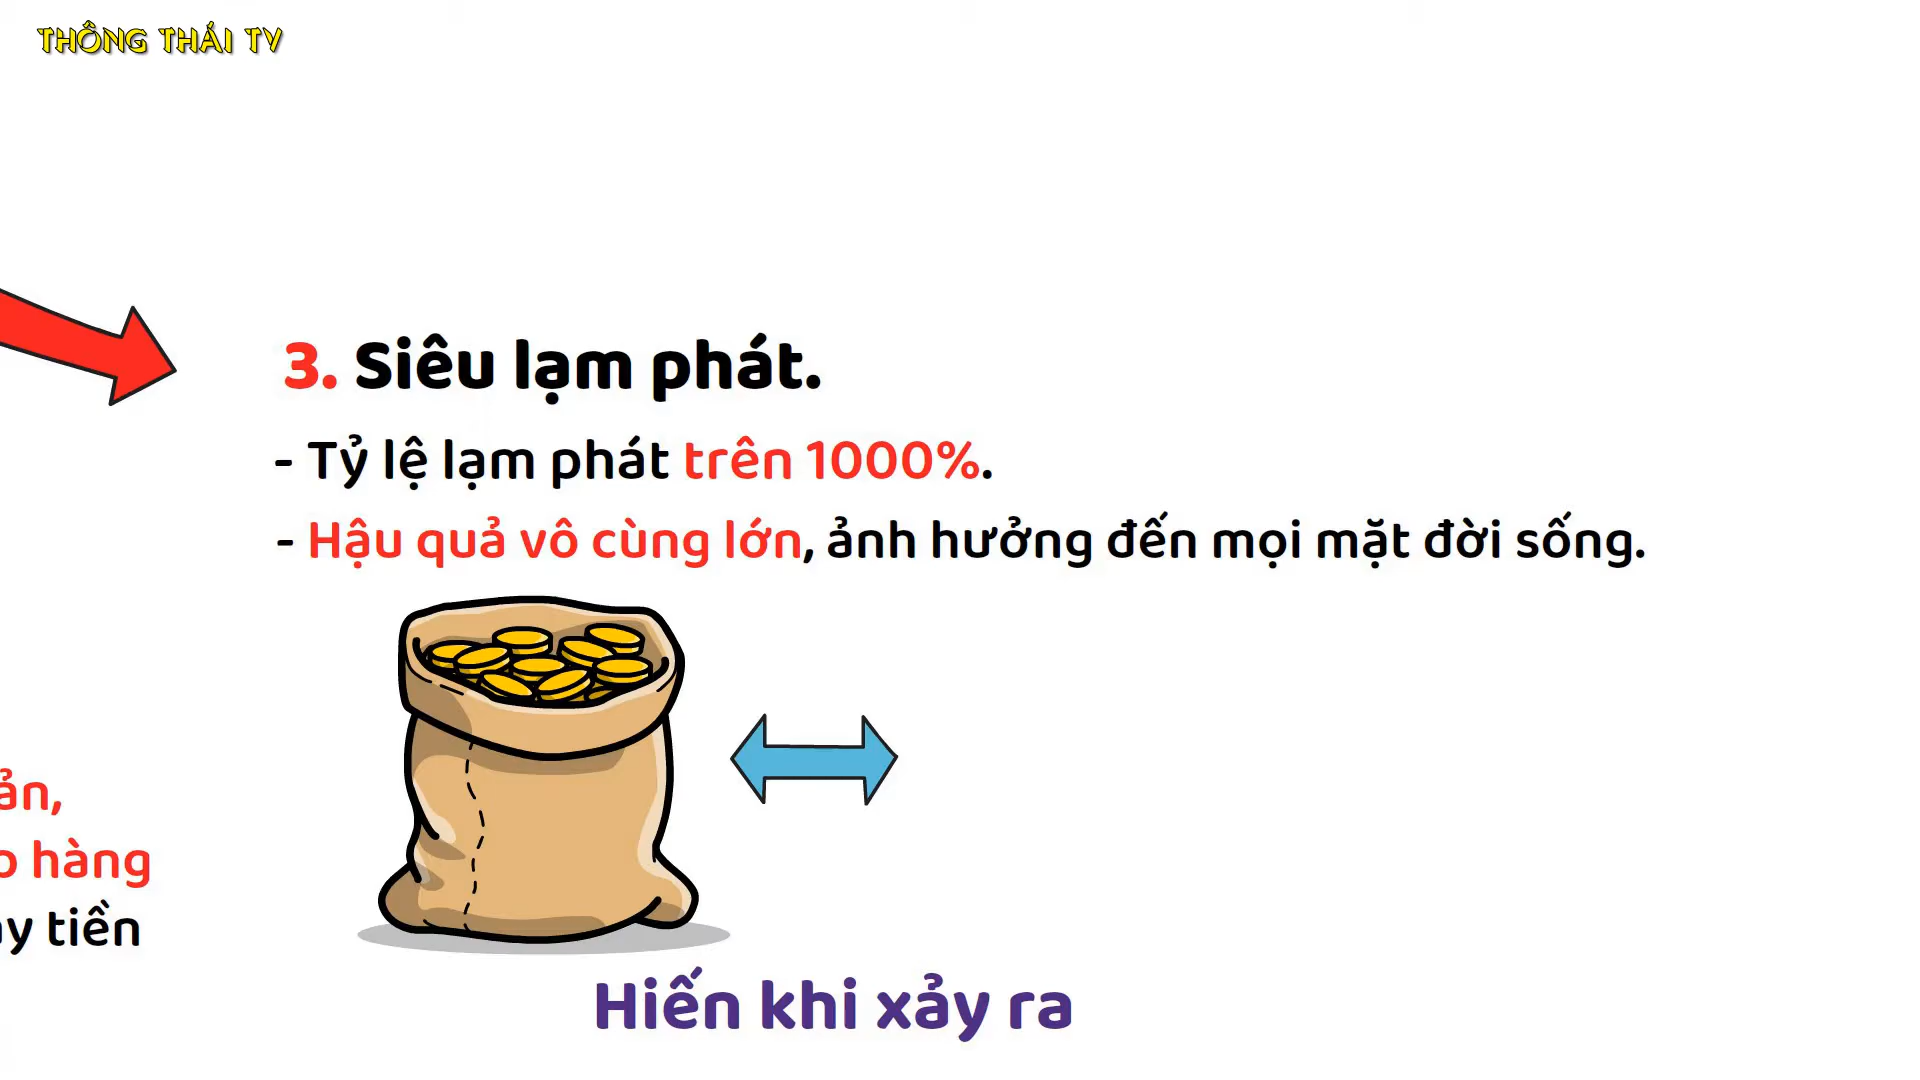 THÔNG THÁI TV
3. Siêu lạm phát.
- Tỷ lệ lạm phát trên 1000%.
- Hậu quả vô cùng lớn, ảnh hưởng đến mọi mặt đời sống.
hàng
tiền
Hiến khi xảy ra